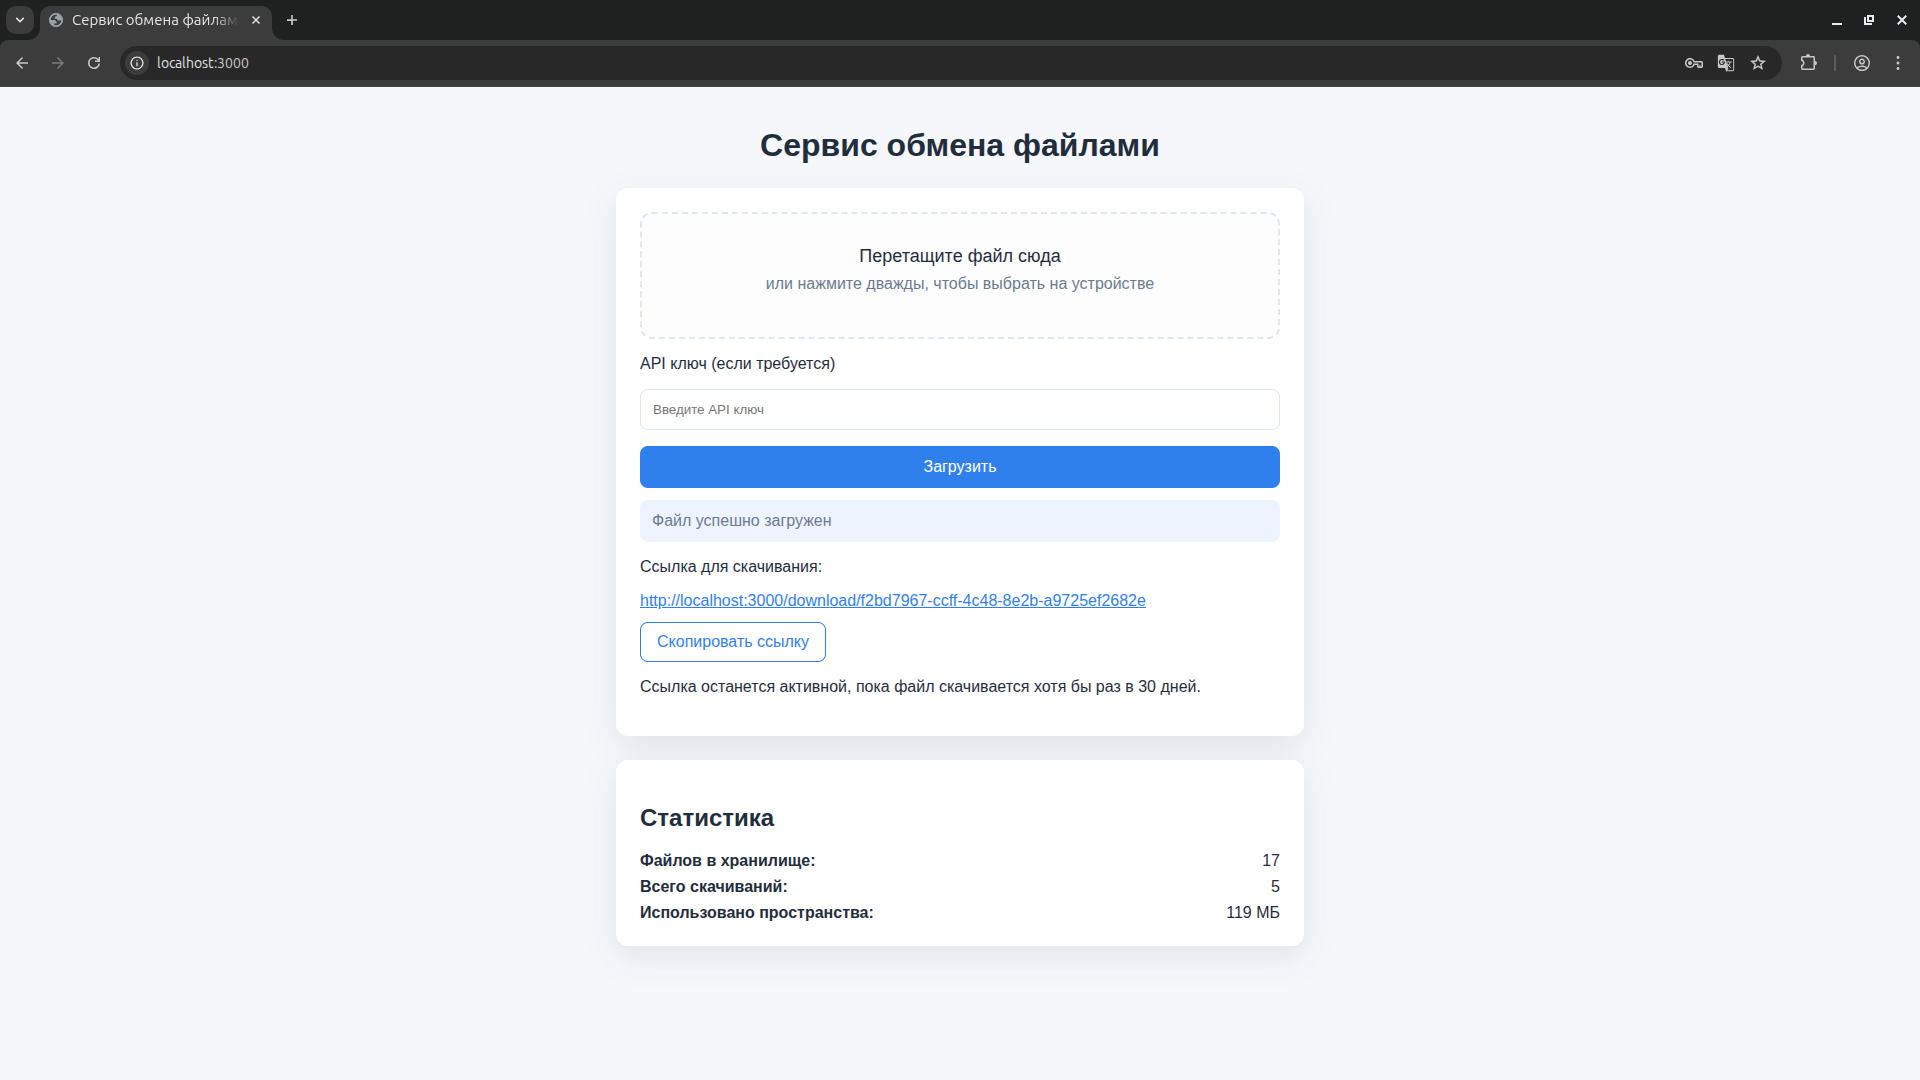 Сервис обмена файлам
localhost:3000
Сервис обмена файлами
Перетащите файл сюда
или нажмите дважды, чтобы выбрать на устройстве
API ключ (если требуется)
Введите API ключ
Загрузить
Файл успешно загружен
Ссылка для скачивания:
http://localhost:3000/download/f2bd7967-ccff-4c48-8e2b-a9725ef2682e
Скопировать ссылку
Ссылка останется активной, пока файл скачивается хотя бы раз в 30 дней.
Статистика
Файлов в хранилище: 17
Всего скачиваний: 5
Использовано пространства: 119 МБ